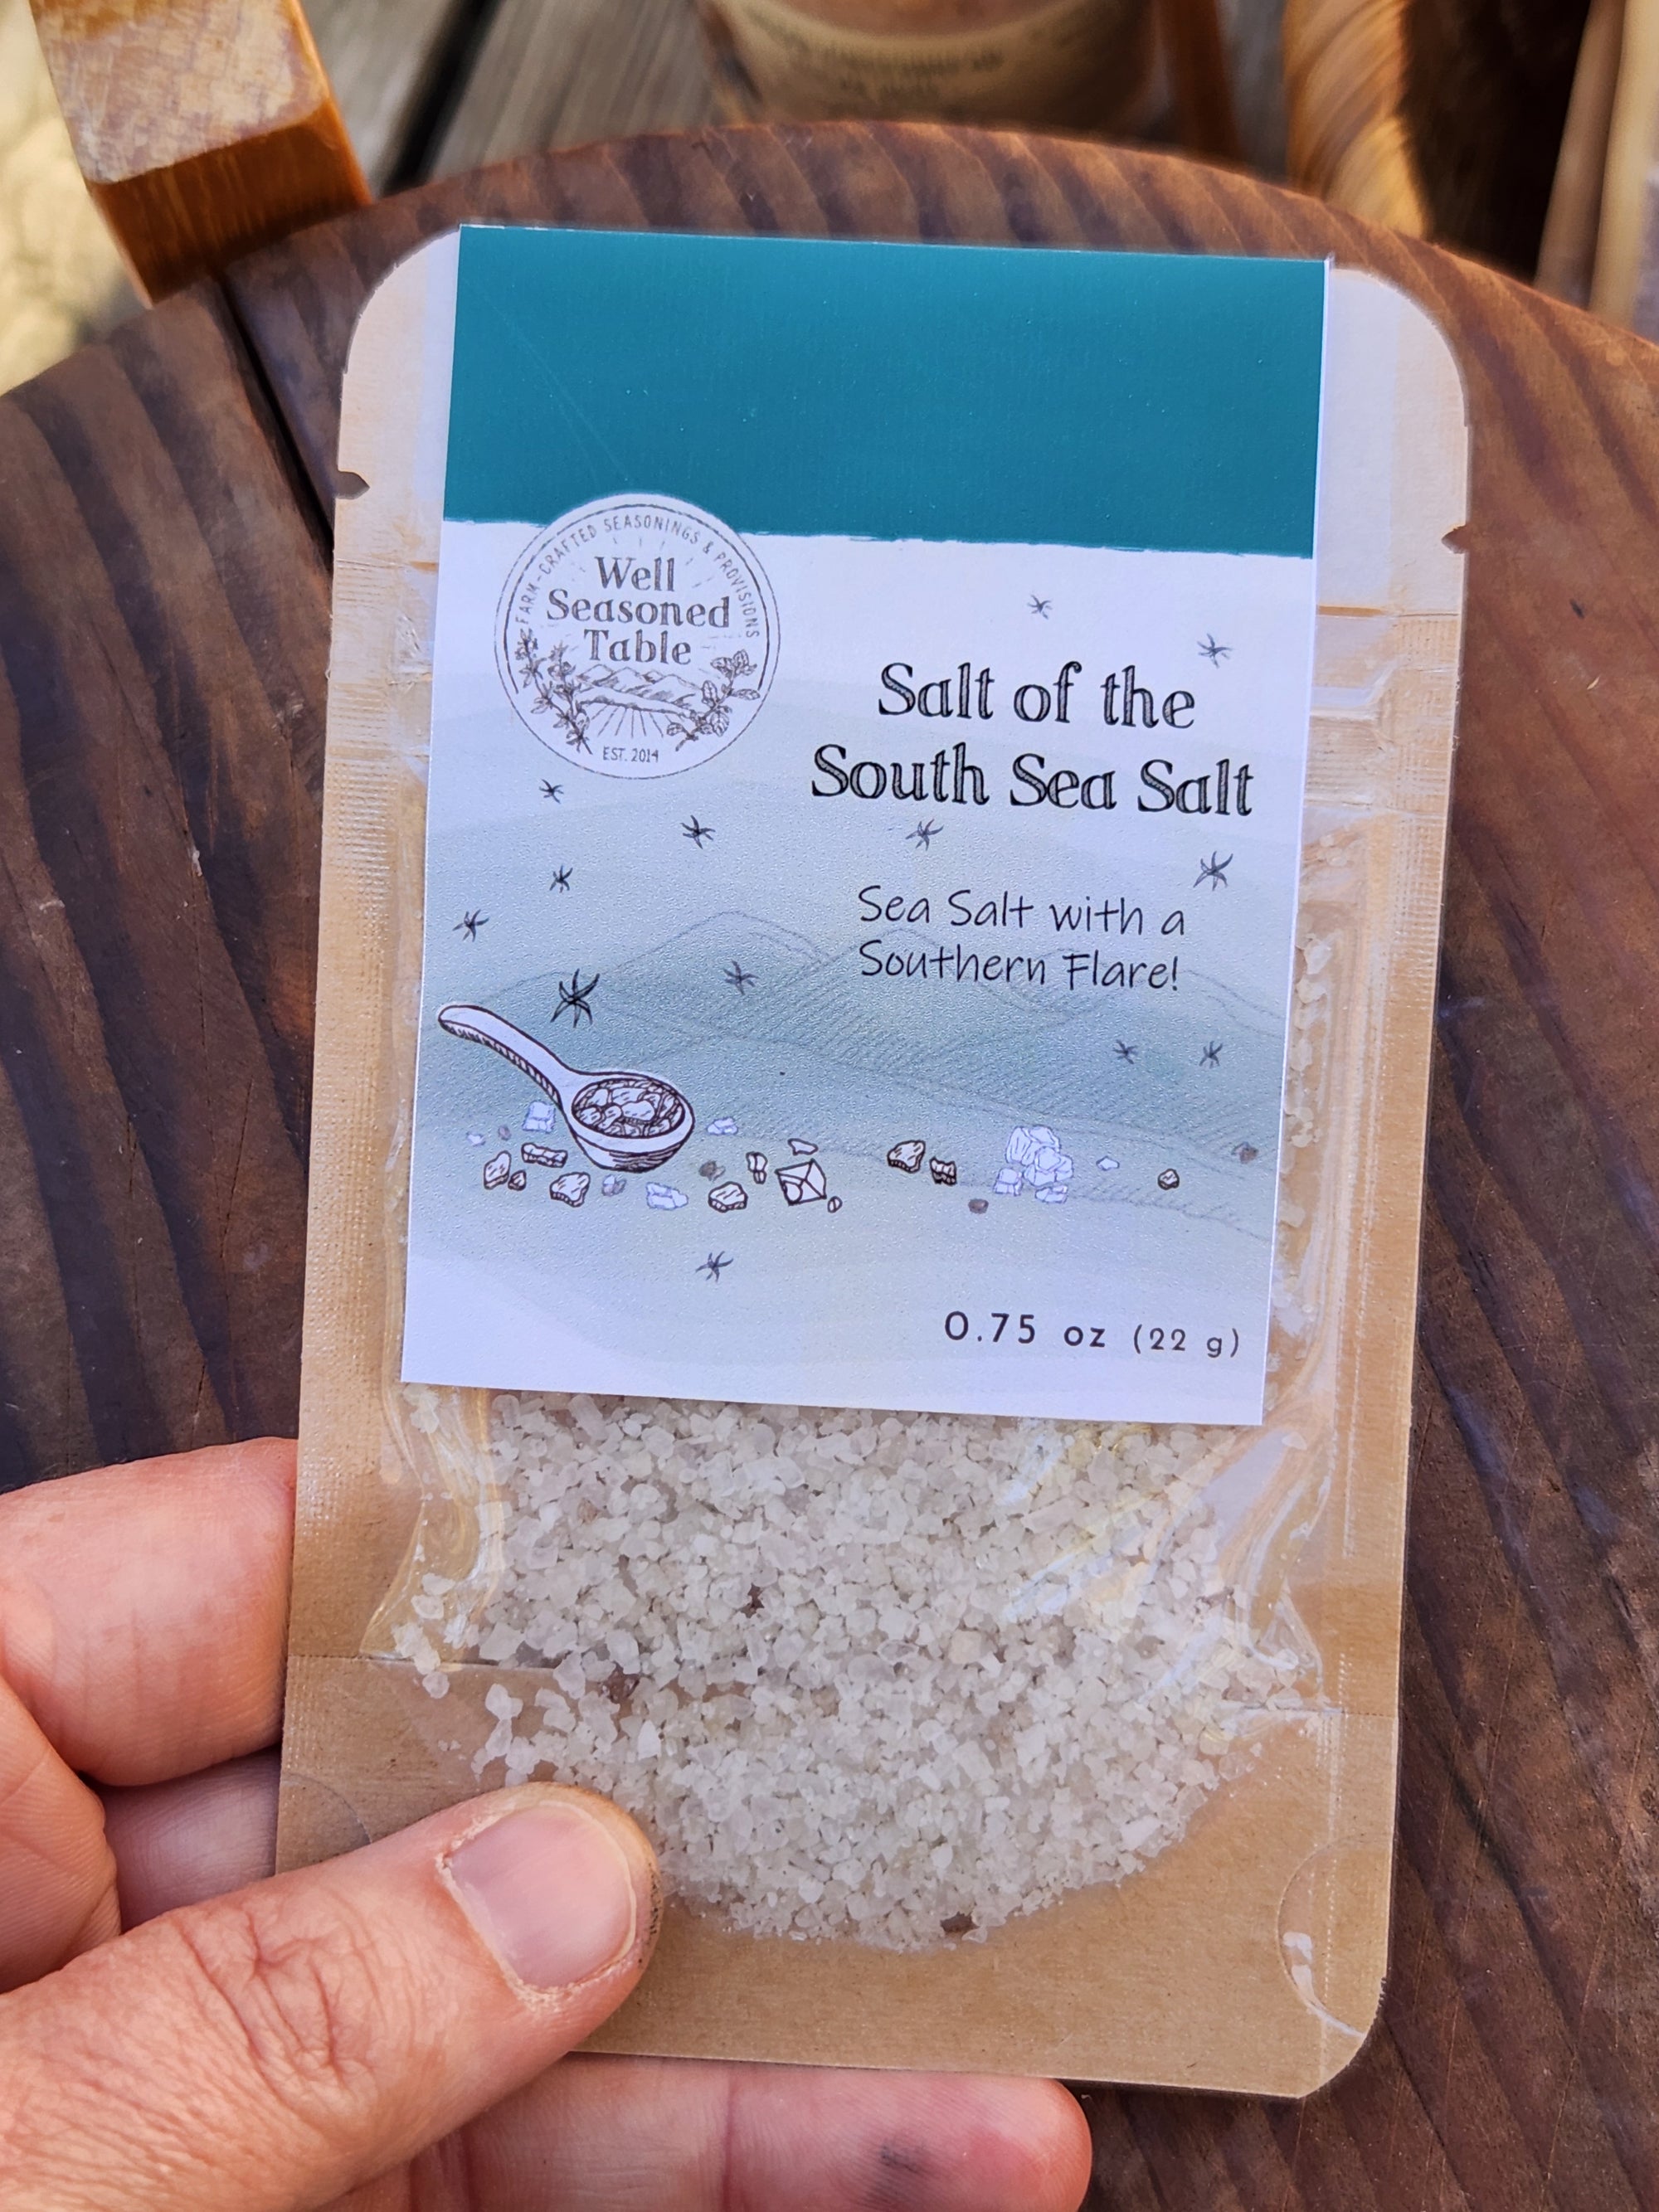 FARM-CRAFTED SEASONINGS & PROVISIONS
Well
Seasoned
Table
EST. 2014
Salt of the
South Sea Salt
Sea Salt with a
Southern Flare!
0.75 oz (22 g)